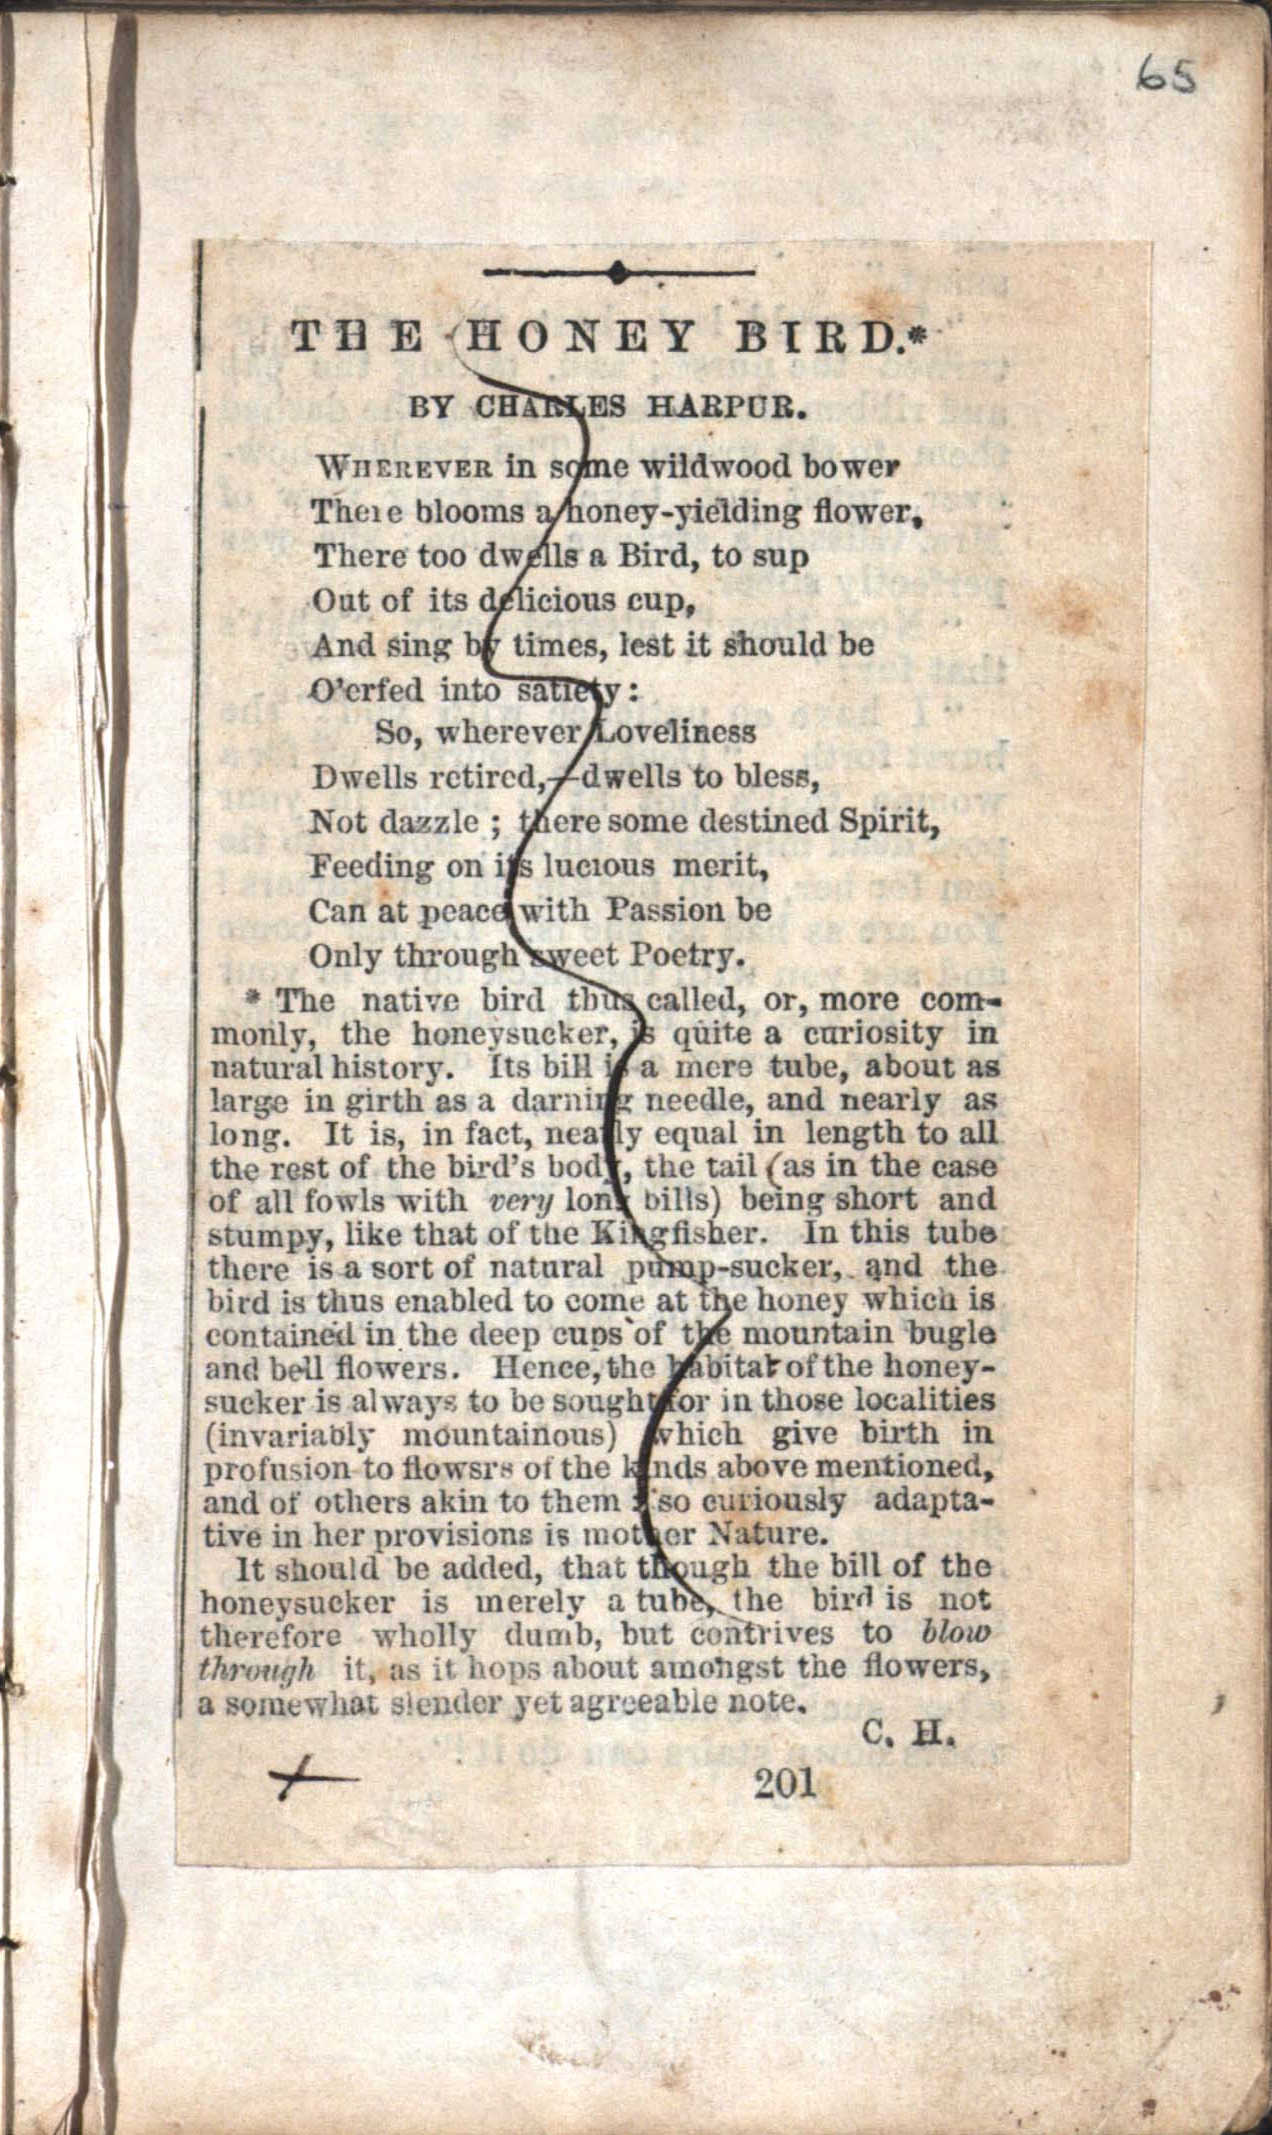 65
THE HONEY BIRD.*
BY CHARLES HARPUR.
WHEREVER in some wildwood bower
There blooms a honey-yielding flower,
There too dwells a Bird, to sup
Out of its delicious cup,
And sing by times, lest it should be
O'erfed into satiety:
So, wherever Loveliness
Dwells retired,—dwells to bless,
Not dazzle ; there some destined Spirit,
Feeding on its lucious merit,
Can at peace with Passion be
Only through sweet Poetry.
* The native bird thus called, or, more com-
monly, the honeysucker, is quite a curiosity in
natural history. Its bill is a mere tube, about as
large in girth as a darning needle, and nearly as
long. It is, in fact, nearly equal in length to all
the rest of the bird's body, the tail (as in the case
of all fowls with very long bills) being short and
stumpy, like that of the Kingfisher. In this tube
there is a sort of natural pump-sucker, and the
bird is thus enabled to come at the honey which is
contained in the deep cups of the mountain bugle
and bell flowers. Hence, the habitat of the honey-
sucker is always to be sought for in those localities
(invariably mountainous) which give birth in
profusion to flowsrs of the kinds above mentioned,
and of others akin to them : so curiously adapta-
tive in her provisions is mother Nature.
It should be added, that though the bill of the
honeysucker is merely a tube, the bird is not
therefore wholly dumb, but contrives to blow
through it, as it hops about amongst the flowers,
a somewhat slender yet agreeable note.
C. H.
201